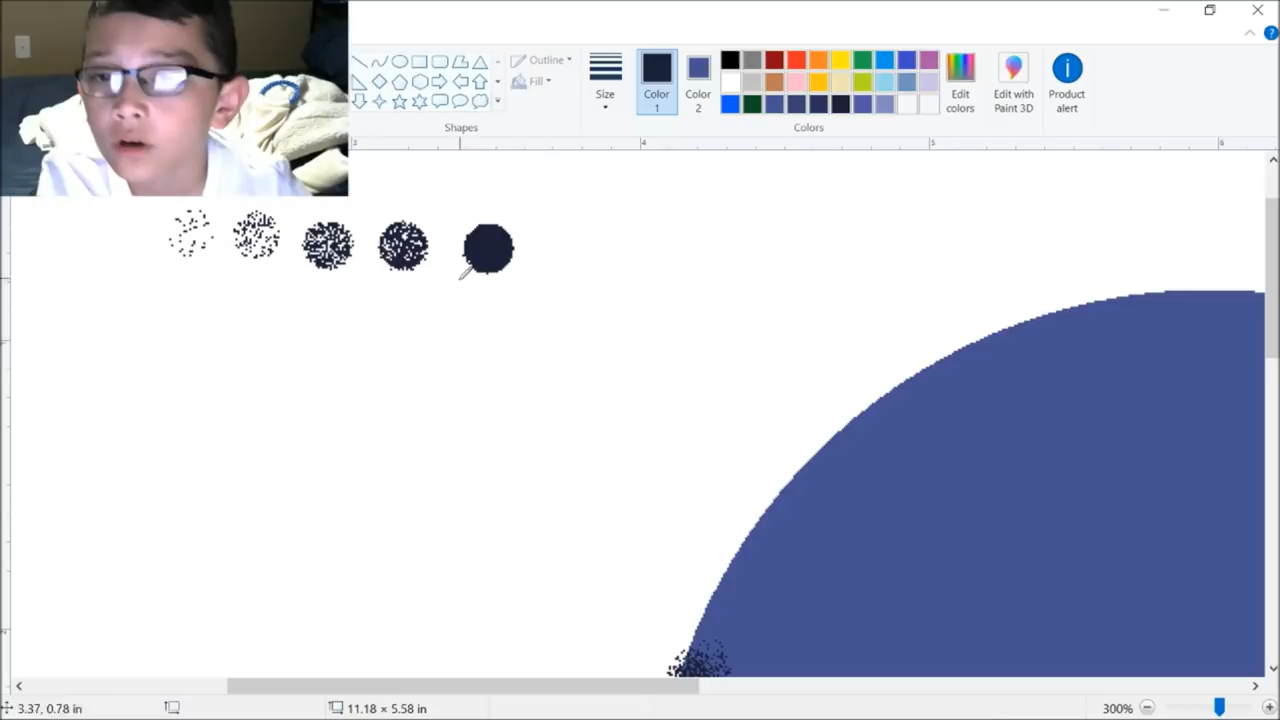 Outline
Fill
Shapes
Size
Color 1
Color 2
Edit colors
Edit with Paint 3D
Product alert
Colors
3 4 5 6
3.37, 0.78 in
11.18 × 5.58 in
300%